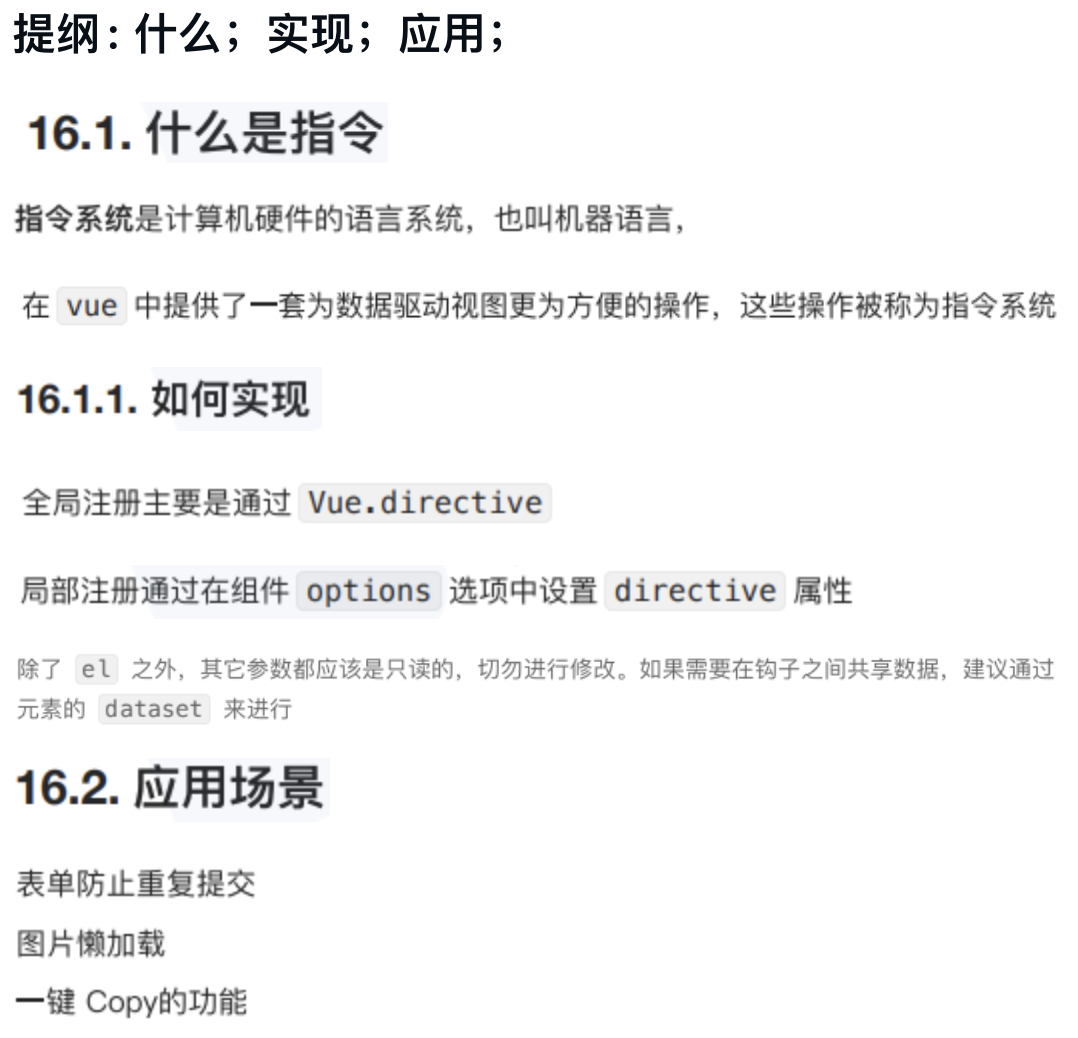 提纲：什么；实现；应用；
16.1. 什么是指令
指令系统是计算机硬件的语言系统，也叫机器语言，
在 vue 中提供了一套为数据驱动视图更为方便的操作，这些操作被称为指令系统
16.1.1. 如何实现
全局注册主要是通过 Vue.directive
局部注册通过在组件 options 选项中设置 directive 属性
除了 el 之外，其它参数都应该是只读的，切勿进行修改。如果需要在钩子之间共享数据，建议通过
元素的 dataset 来进行
16.2. 应用场景
表单防止重复提交
图片懒加载
一键 Copy的功能